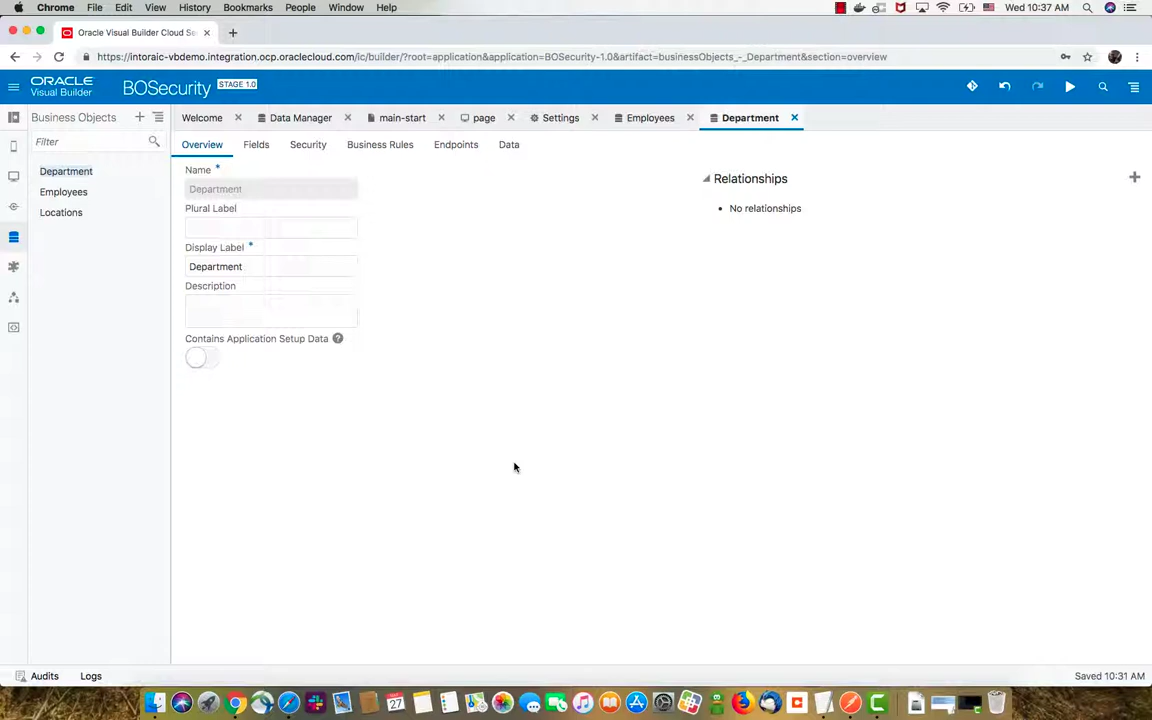 Chrome File Edit View History Bookmarks People Window Help Wed 10:37 AM
Oracle Visual Builder Cloud Se
https://intoraic-vbdemo.integration.ocp.oraclecloud.com/ic/builder/?root=application&application=BOSecurity-1.0&artifact=businessObjects_-_Department&section=overview
ORACLE
Visual Builder
BOSecurity STAGE 1.0
Business Objects Welcome Data Manager main-start page Settings Employees Department
Filter
Department
Employees
Locations
Overview Fields Security Business Rules Endpoints Data
Name *
Department
Plural Label
Display Label *
Department
Description
Contains Application Setup Data ?
Relationships
No relationships
Audits Logs Saved 10:31 AM
27